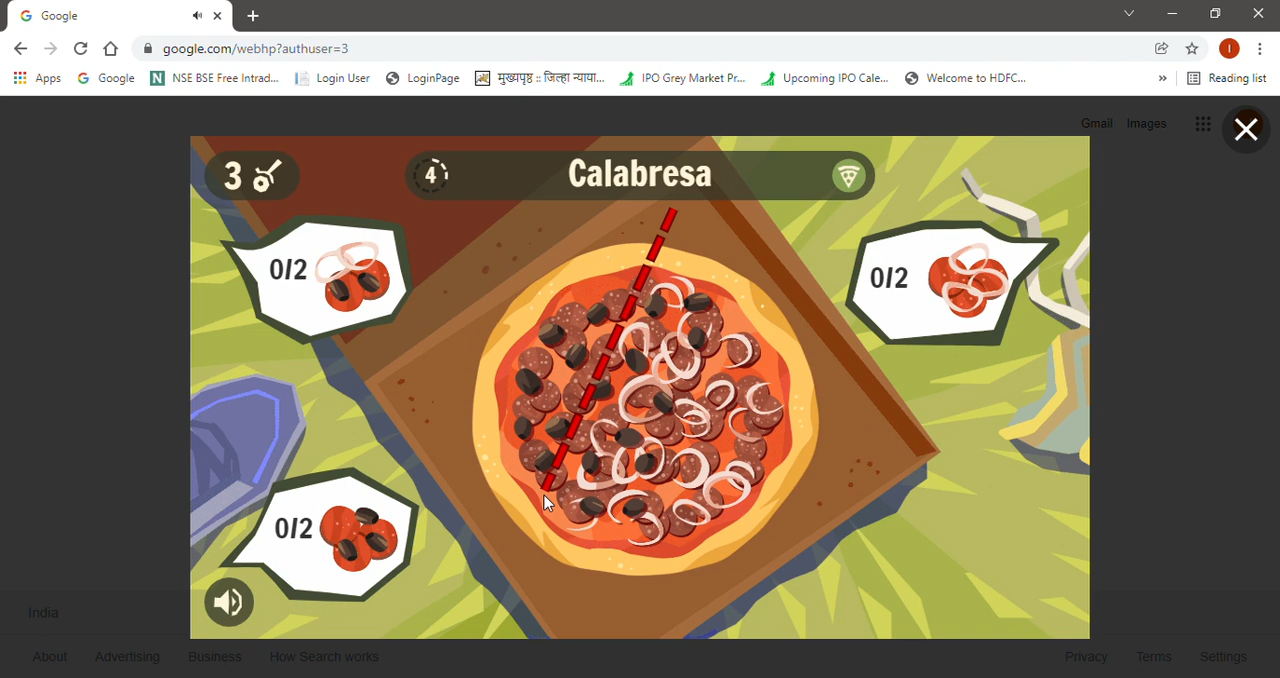 Google
google.com/webhp?authuser=3
Apps Google NSE BSE Free Intrad... Login User LoginPage मुख्यपृष्ठ :: जिल्हा न्याया... IPO Grey Market Pr... Upcoming IPO Cale... Welcome to HDFC... » Reading list
Gmail Images
3 4 Calabresa
0/2
0/2
0/2
India
About Advertising Business How Search works Privacy Terms Settings